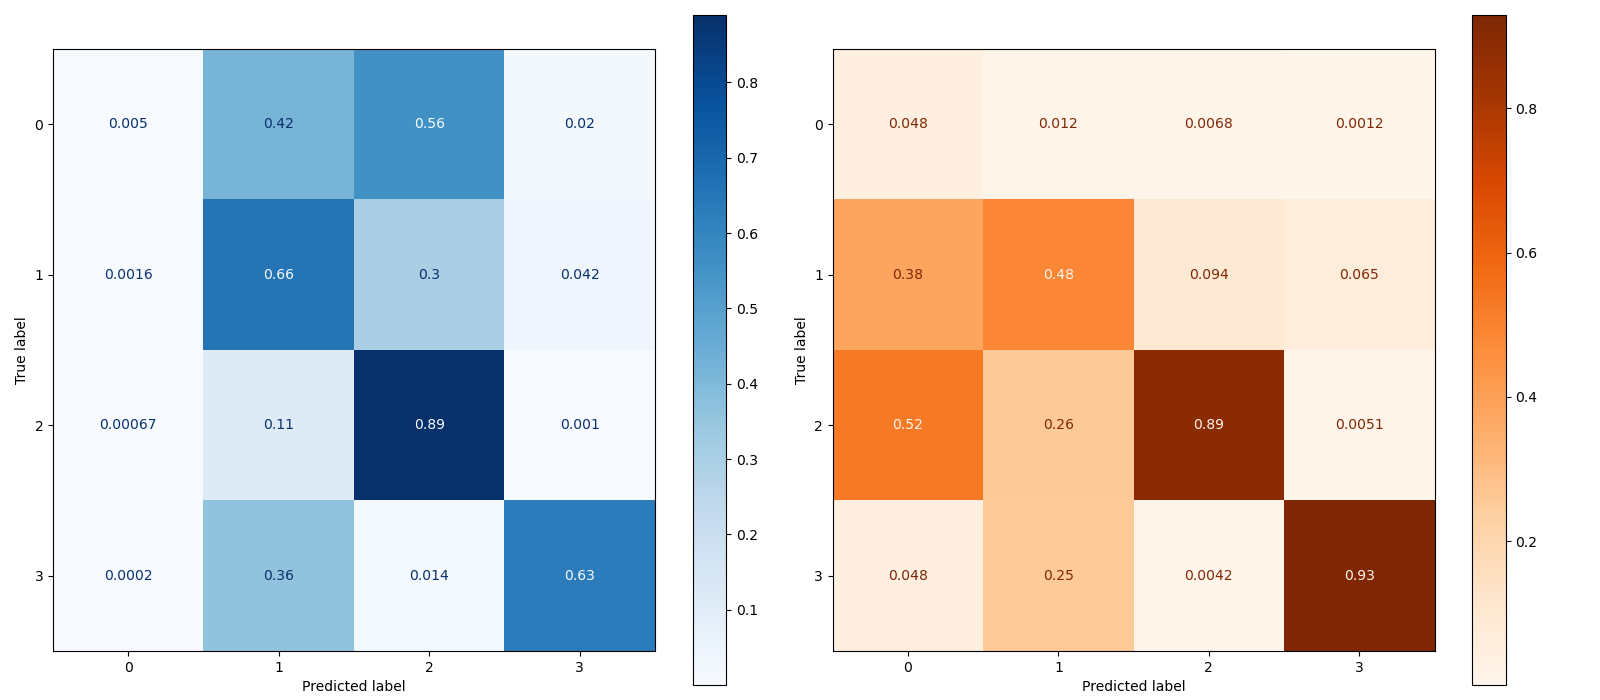 0 0.005 0.42 0.56 0.02
1 0.0016 0.66 0.3 0.042
2 0.00067 0.11 0.89 0.001
3 0.0002 0.36 0.014 0.63
0 1 2 3
True label
Predicted label
0.8
0.7
0.6
0.5
0.4
0.3
0.2
0.1
0 0.048 0.012 0.0068 0.0012
1 0.38 0.48 0.094 0.065
2 0.52 0.26 0.89 0.0051
3 0.048 0.25 0.0042 0.93
0 1 2 3
True label
Predicted label
0.8
0.6
0.4
0.2